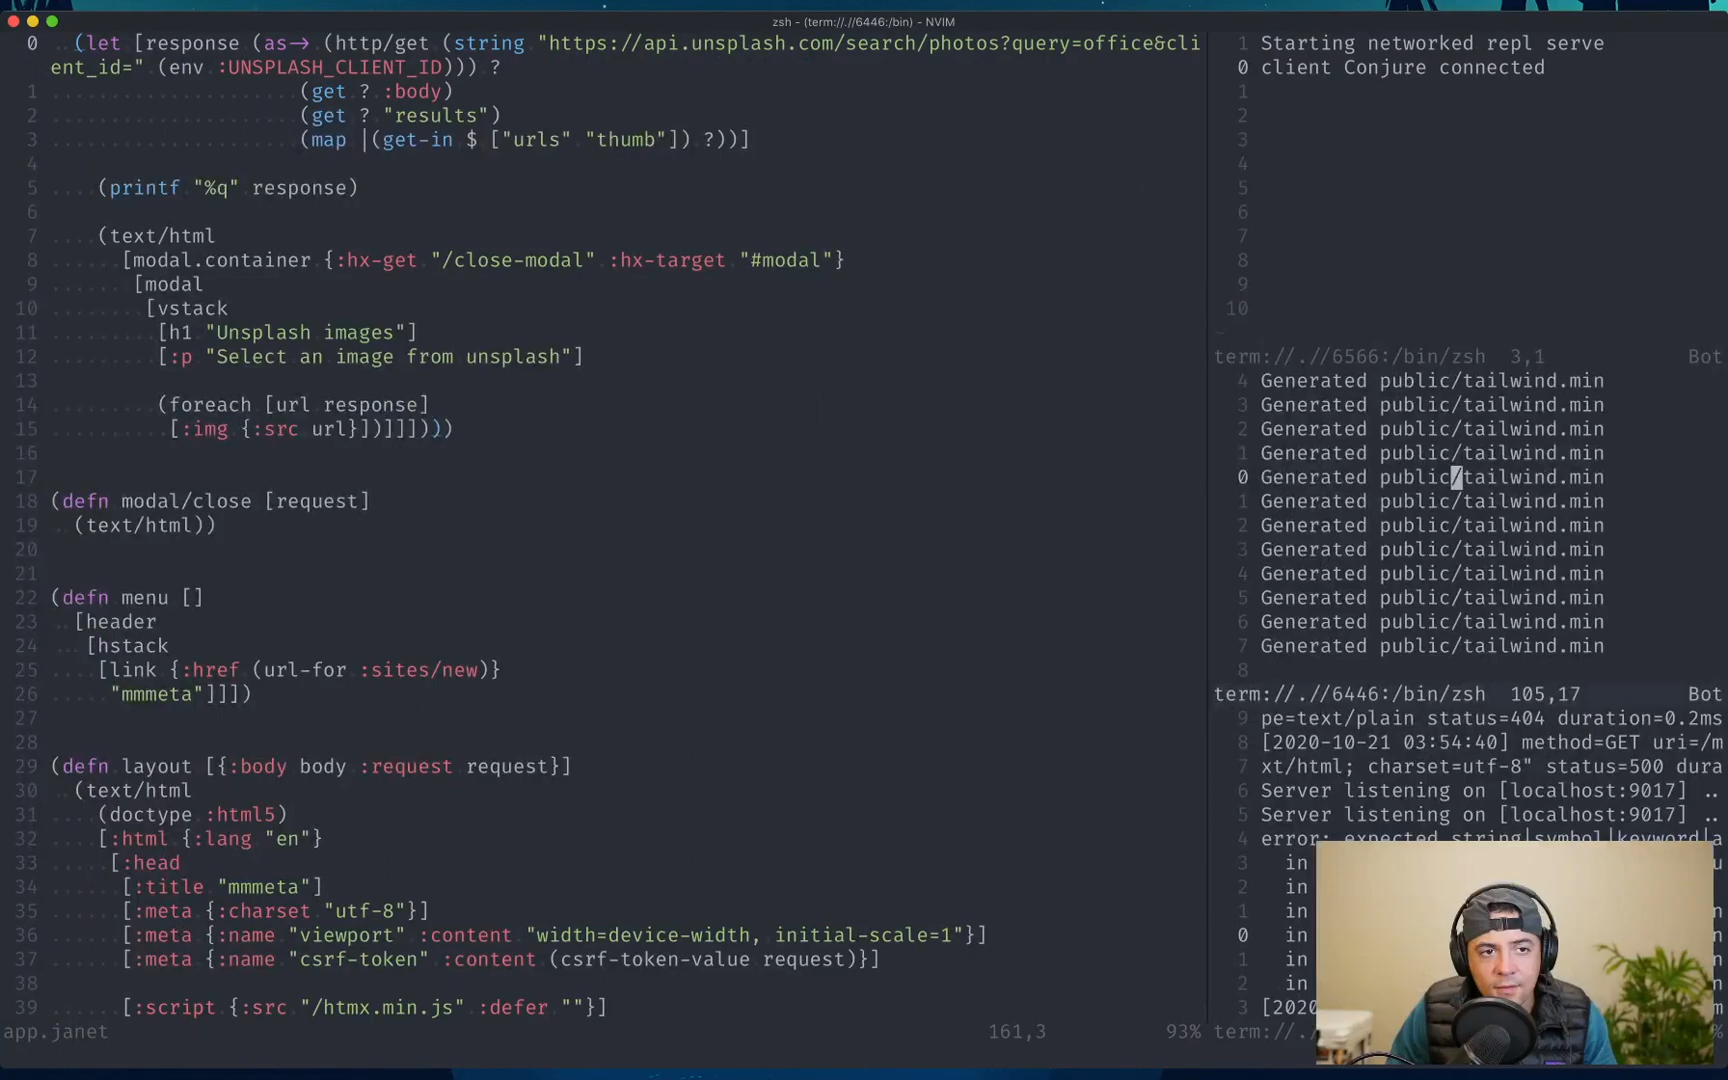 zsh - (term://.//6446:/bin) - NVIM
0 (let [response (as-> (http/get (string "https://api.unsplash.com/search/photos?query=office&cli
ent_id=" (env :UNSPLASH_CLIENT_ID))) ?
1 (get ? :body)
2 (get ? "results")
3 (map |(get-in $ ["urls" "thumb"]) ?))]
4
5 (printf "%q" response)
6
7 (text/html
8 [modal.container {:hx-get "/close-modal" :hx-target "#modal"}
9 [modal
10 [vstack
11 [h1 "Unsplash images"]
12 [:p "Select an image from unsplash"]
13
14 (foreach [url response]
15 [:img {:src url}])]]])))
16
17
18 (defn modal/close [request]
19 (text/html))
20
21
22 (defn menu []
23 [header
24 [hstack
25 [link {:href (url-for :sites/new)}
26 "mmmeta"]]])
27
28
29 (defn layout [{:body body :request request}]
30 (text/html
31 (doctype :html5)
32 [:html {:lang "en"}
33 [:head
34 [:title "mmmeta"]
35 [:meta {:charset "utf-8"}]
36 [:meta {:name "viewport" :content "width=device-width, initial-scale=1"}]
37 [:meta {:name "csrf-token" :content (csrf-token-value request)}]
38
39 [:script {:src "/htmx.min.js" :defer ""}]
app.janet 161,3 93%
1 Starting networked repl serve
0 client Conjure connected
1
2
3
4
5
6
7
8
9
10
~
term://.//6566:/bin/zsh 3,1 Bot
4 Generated public/tailwind.min
3 Generated public/tailwind.min
2 Generated public/tailwind.min
1 Generated public/tailwind.min
0 Generated public/tailwind.min
1 Generated public/tailwind.min
2 Generated public/tailwind.min
3 Generated public/tailwind.min
4 Generated public/tailwind.min
5 Generated public/tailwind.min
6 Generated public/tailwind.min
7 Generated public/tailwind.min
8
term://.//6446:/bin/zsh 105,17 Bot
9 pe=text/plain status=404 duration=0.2ms
8 [2020-10-21 03:54:40] method=GET uri=/m
7 xt/html; charset=utf-8" status=500 dura
6 Server listening on [localhost:9017] ..
5 Server listening on [localhost:9017] ..
4 error: expected string|symbol|keyword|a
3 in
2 in
1 in
0 in
1 in
2 in
3 [2020
term://./